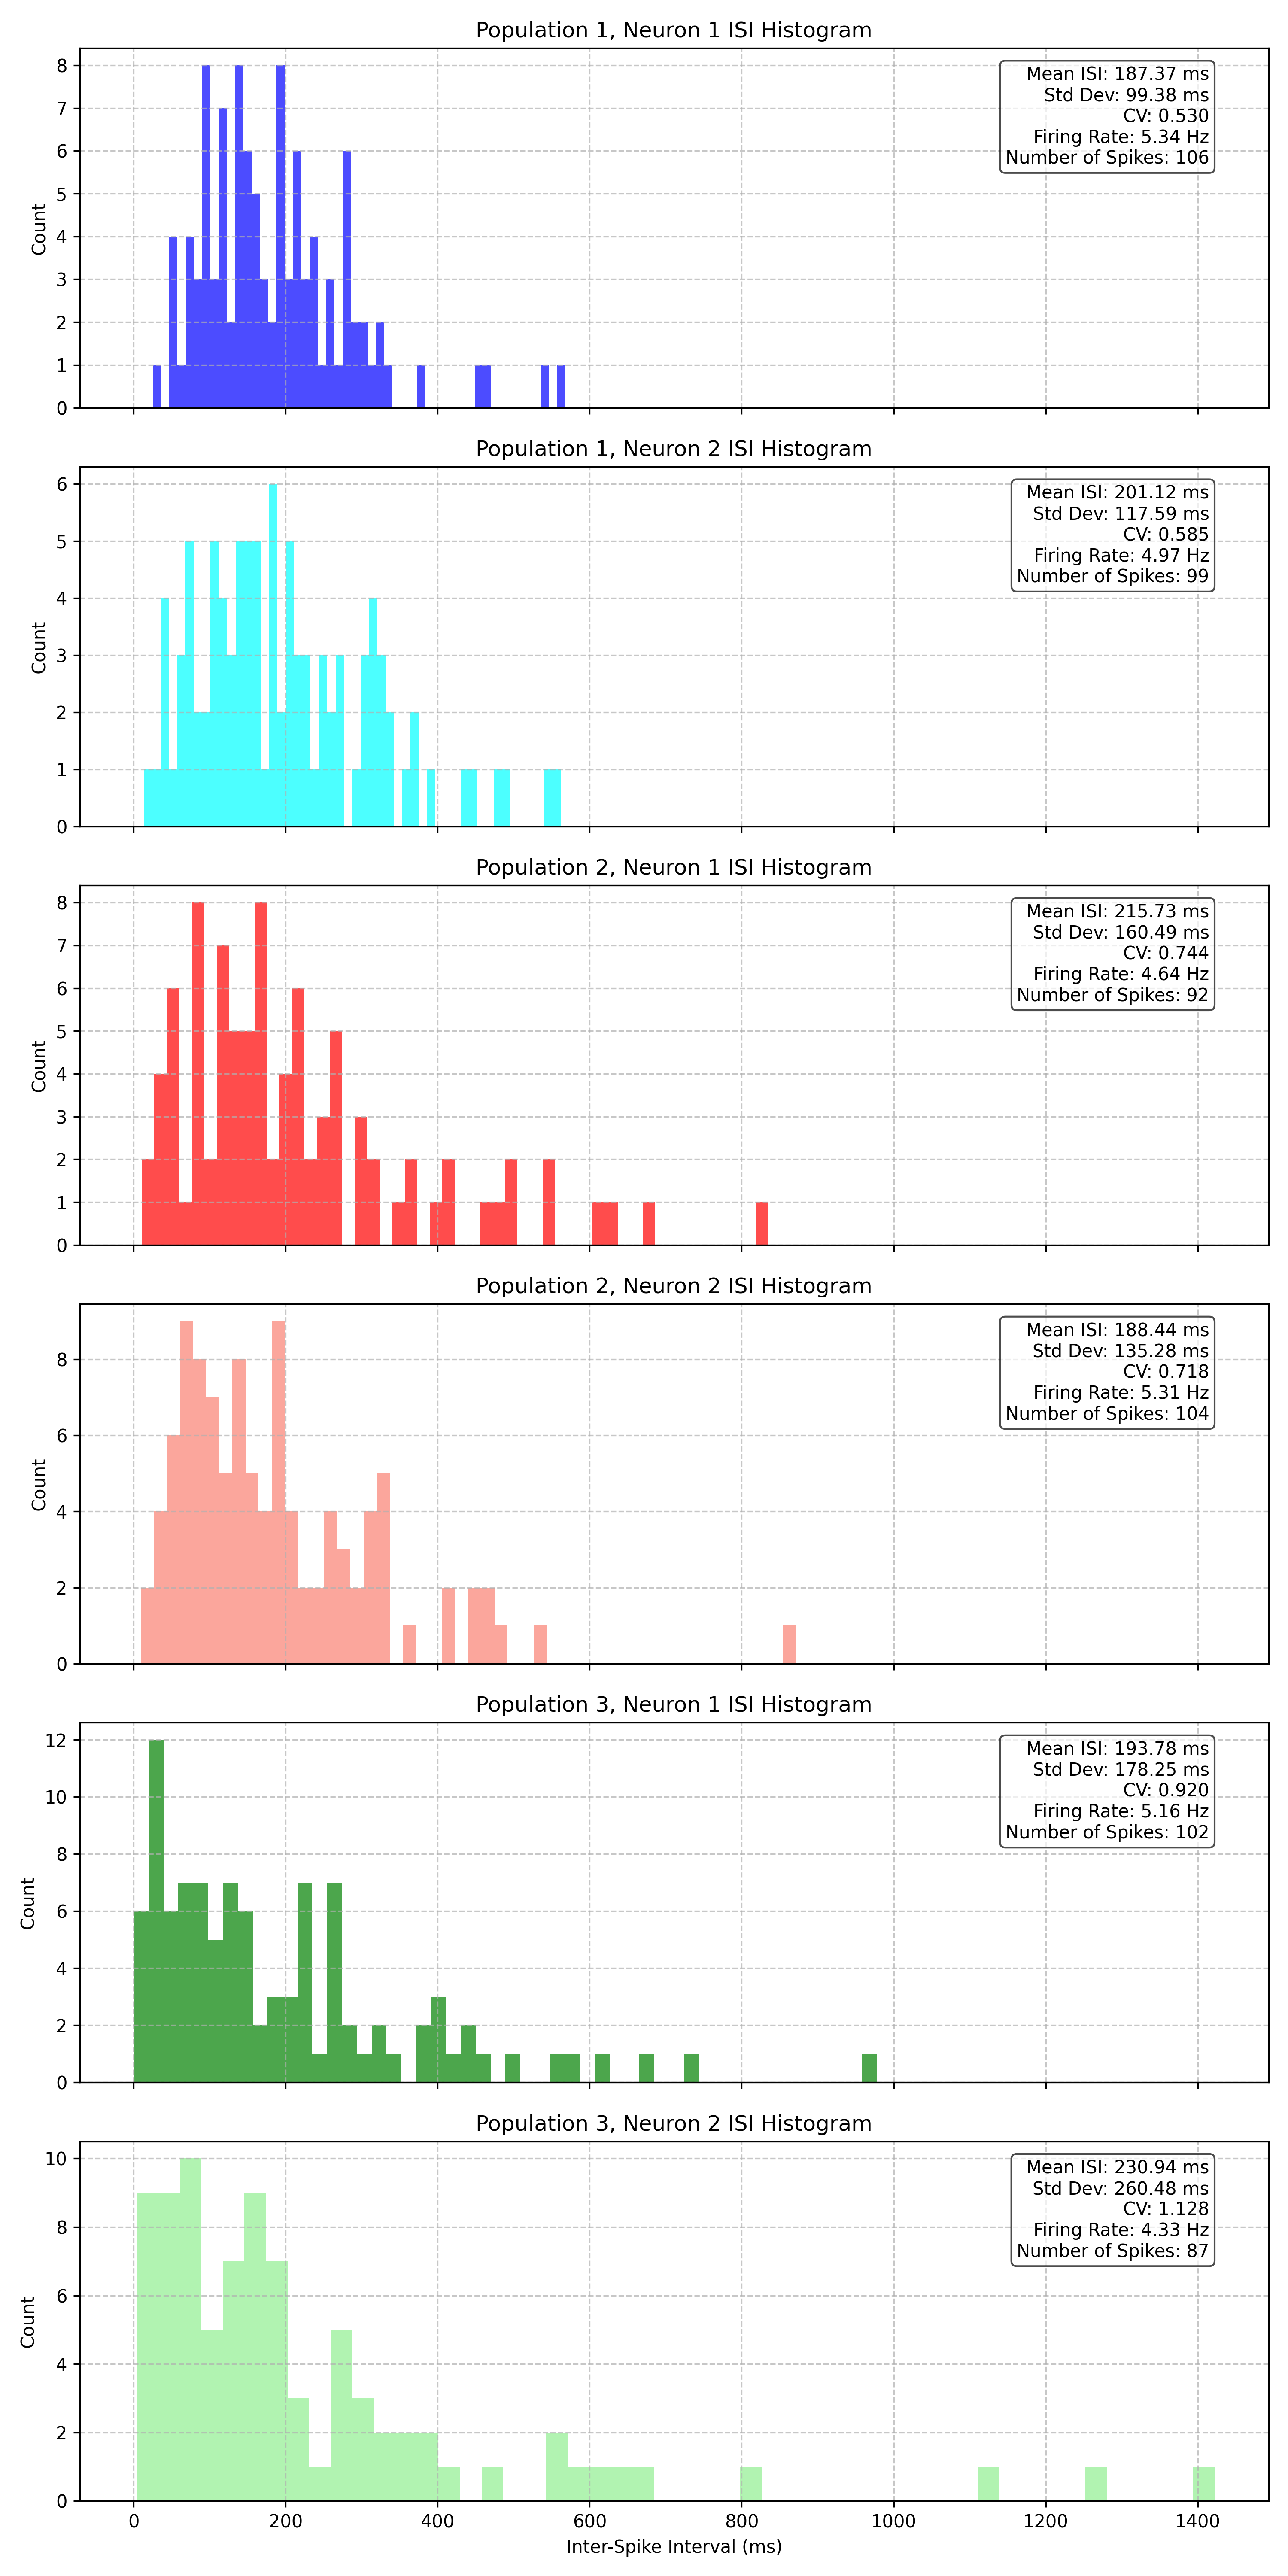 Population 1, Neuron 1 ISI Histogram
8
7
6
5
4
3
2
1
0
Count
Mean ISI: 187.37 ms
Std Dev: 99.38 ms
CV: 0.530
Firing Rate: 5.34 Hz
Number of Spikes: 106
Population 1, Neuron 2 ISI Histogram
6
5
4
3
2
1
0
Count
Mean ISI: 201.12 ms
Std Dev: 117.59 ms
CV: 0.585
Firing Rate: 4.97 Hz
Number of Spikes: 99
Population 2, Neuron 1 ISI Histogram
8
7
6
5
4
3
2
1
0
Count
Mean ISI: 215.73 ms
Std Dev: 160.49 ms
CV: 0.744
Firing Rate: 4.64 Hz
Number of Spikes: 92
Population 2, Neuron 2 ISI Histogram
8
6
4
2
0
Count
Mean ISI: 188.44 ms
Std Dev: 135.28 ms
CV: 0.718
Firing Rate: 5.31 Hz
Number of Spikes: 104
Population 3, Neuron 1 ISI Histogram
12
10
8
6
4
2
0
Count
Mean ISI: 193.78 ms
Std Dev: 178.25 ms
CV: 0.920
Firing Rate: 5.16 Hz
Number of Spikes: 102
Population 3, Neuron 2 ISI Histogram
10
8
6
4
2
0
Count
Mean ISI: 230.94 ms
Std Dev: 260.48 ms
CV: 1.128
Firing Rate: 4.33 Hz
Number of Spikes: 87
0 200 400 600 800 1000 1200 1400
Inter-Spike Interval (ms)